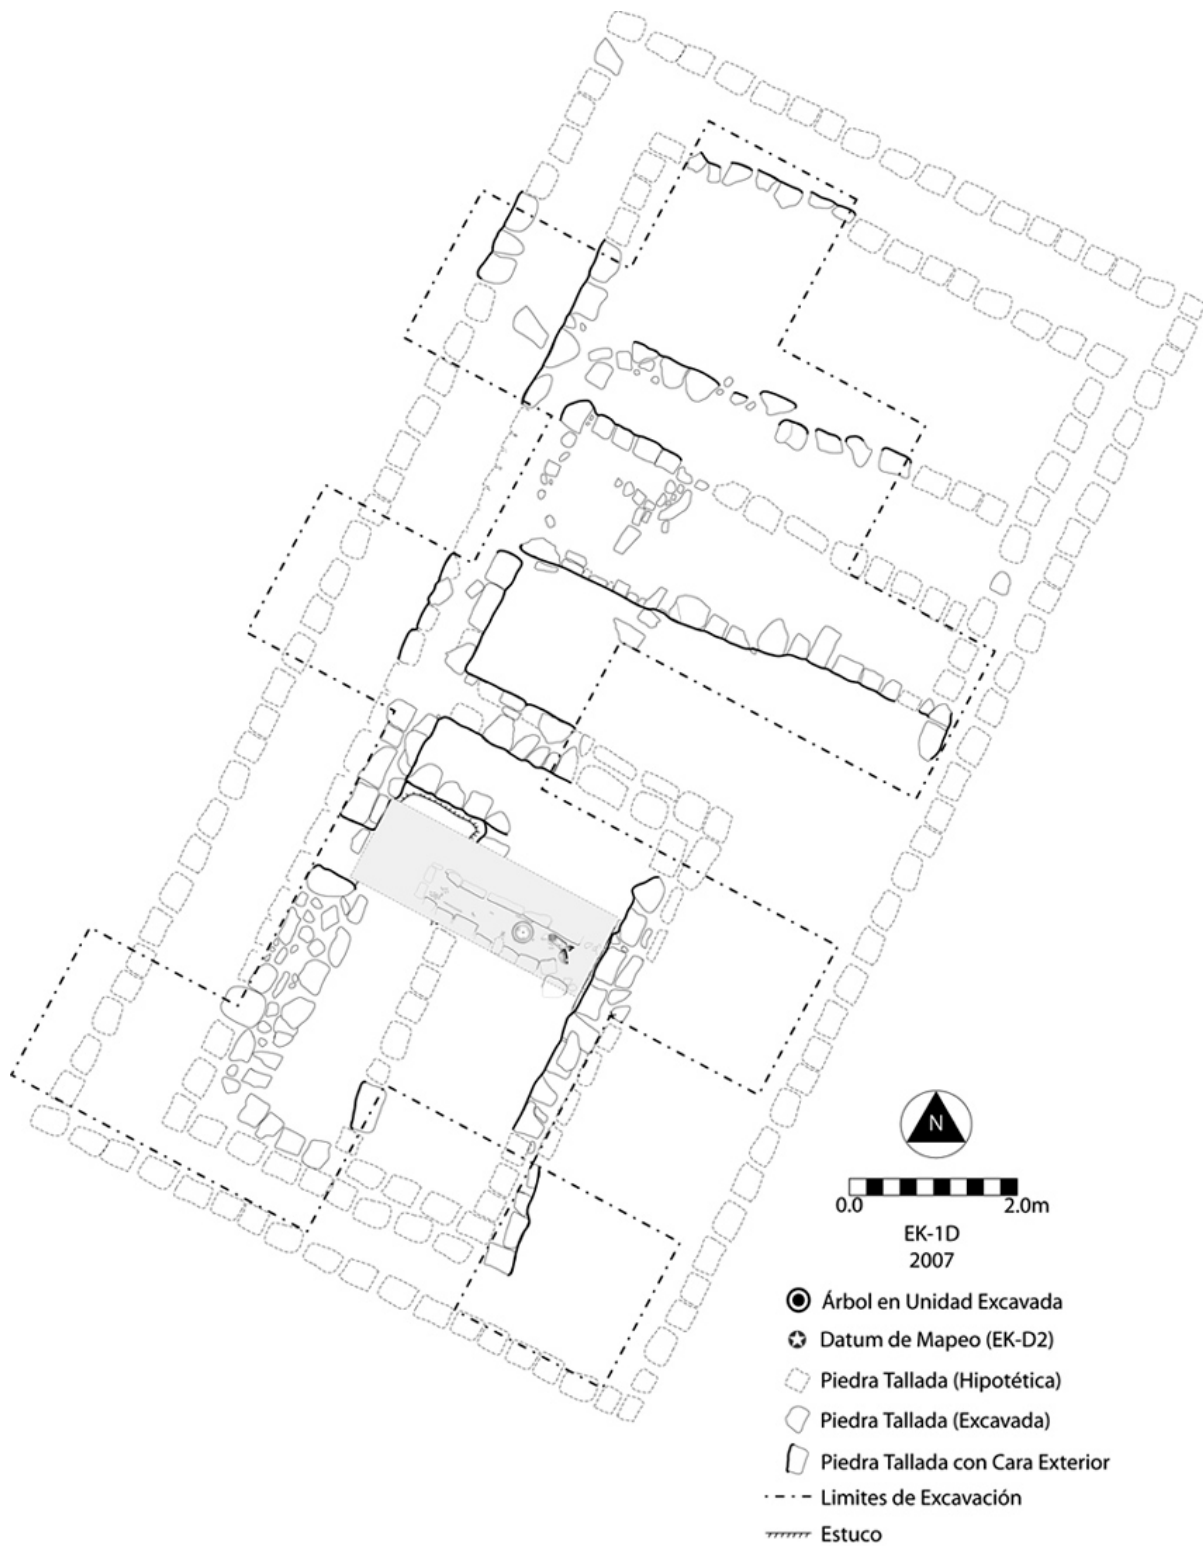 N
0.0 2.0m
EK-1D
2007
Árbol en Unidad Excavada
Datum de Mapeo (EK-D2)
Piedra Tallada (Hipotética)
Piedra Tallada (Excavada)
Piedra Tallada con Cara Exterior
Limites de Excavación
Estuco